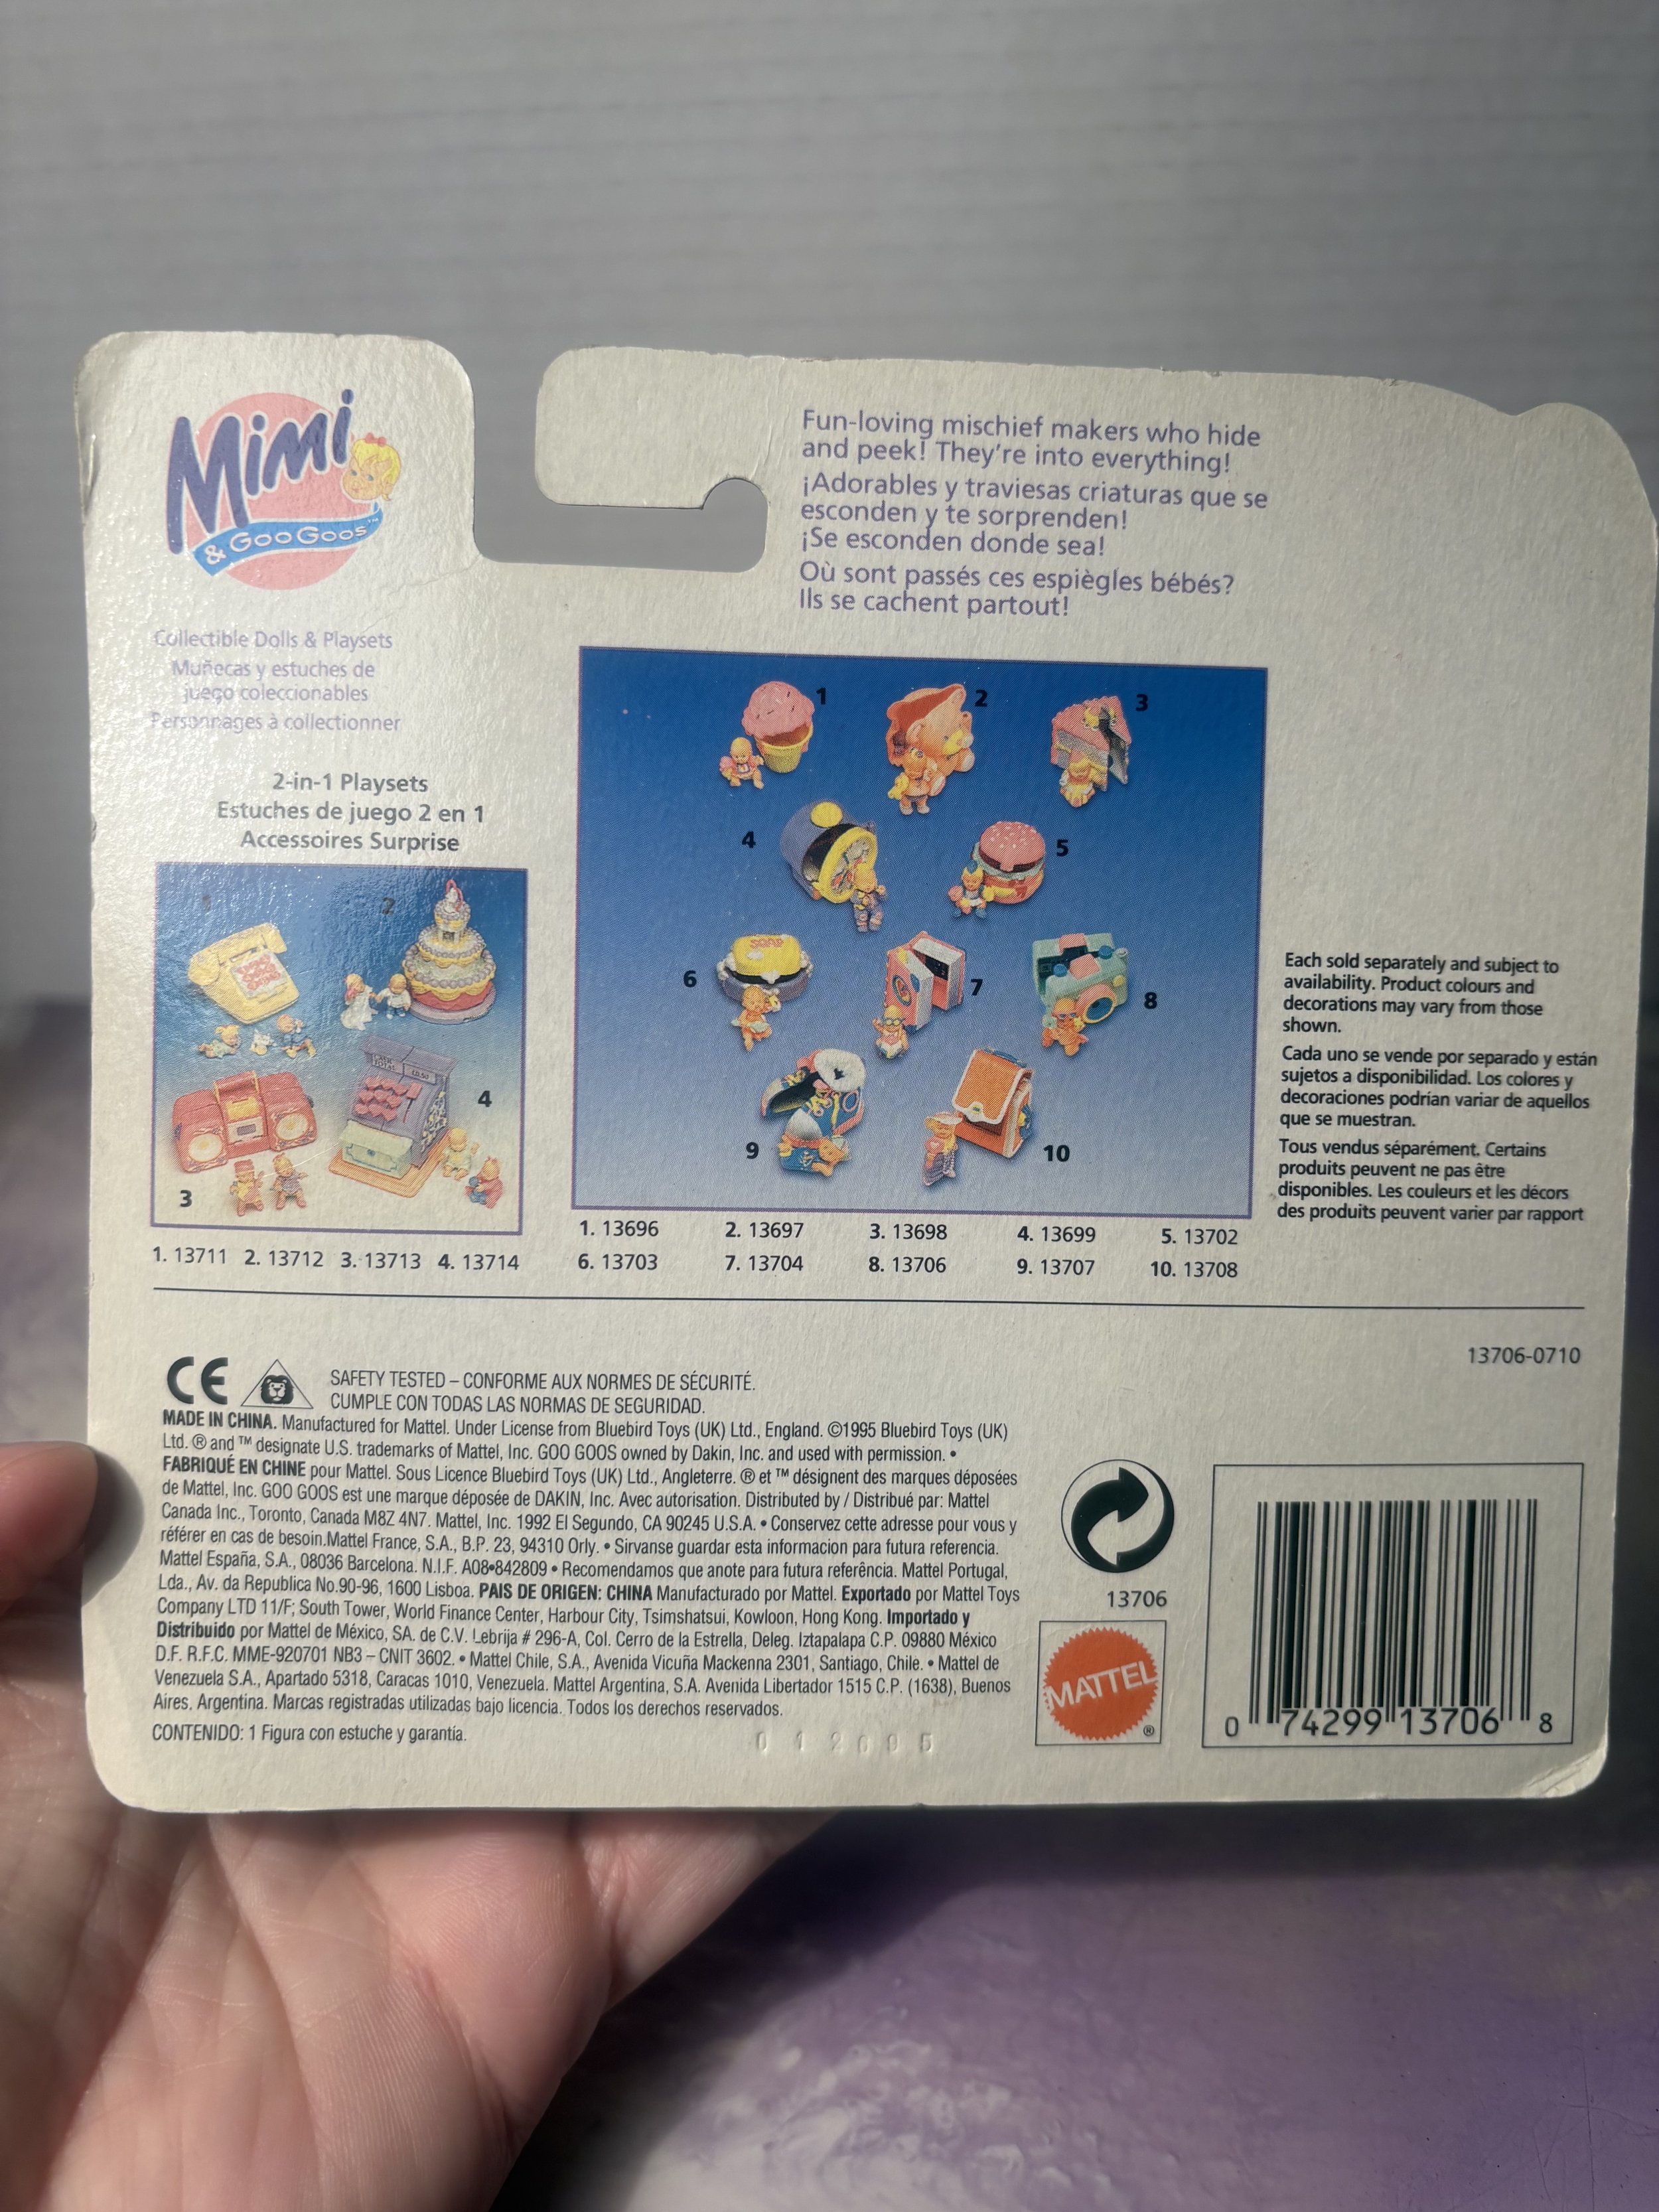 Mimi
& GooGoos™
Fun-loving mischief makers who hide
and peek! They're into everything!
¡Adorables y traviesas criaturas que se
esconden y te sorprenden!
¡Se esconden donde sea!
Où sont passés ces espiègles bébés?
Ils se cachent partout!
Collectible Dolls & Playsets
Muñecas y estuches de
juego coleccionables
Personnages à collectionner
2-in-1 Playsets
Estuches de juego 2 en 1
Accessoires Surprise
1
2
3
4
1. 13711 2. 13712 3. 13713 4. 13714
1
2
3
4
5
6
SOAP
7
8
9
10
1. 13696 2. 13697 3. 13698 4. 13699 5. 13702
6. 13703 7. 13704 8. 13706 9. 13707 10. 13708
Each sold separately and subject to
availability. Product colours and
decorations may vary from those
shown.
Cada uno se vende por separado y están
sujetos a disponibilidad. Los colores y
decoraciones podrían variar de aquellos
que se muestran.
Tous vendus séparément. Certains
produits peuvent ne pas être
disponibles. Les couleurs et les décors
des produits peuvent varier par rapport
13706-0710
CE
SAFETY TESTED – CONFORME AUX NORMES DE SÉCURITÉ.
CUMPLE CON TODAS LAS NORMAS DE SEGURIDAD.
MADE IN CHINA. Manufactured for Mattel. Under License from Bluebird Toys (UK) Ltd., England. ©1995 Bluebird Toys (UK)
Ltd. ® and ™ designate U.S. trademarks of Mattel, Inc. GOO GOOS owned by Dakin, Inc. and used with permission. •
FABRIQUÉ EN CHINE pour Mattel. Sous Licence Bluebird Toys (UK) Ltd., Angleterre. ® et ™ désignent des marques déposées
de Mattel, Inc. GOO GOOS est une marque déposée de DAKIN, Inc. Avec autorisation. Distributed by / Distribué par: Mattel
Canada Inc., Toronto, Canada M8Z 4N7. Mattel, Inc. 1992 El Segundo, CA 90245 U.S.A. • Conservez cette adresse pour vous y
référer en cas de besoin.Mattel France, S.A., B.P. 23, 94310 Orly. • Sirvanse guardar esta informacion para futura referencia.
Mattel España, S.A., 08036 Barcelona. N.I.F. A08•842809 • Recomendamos que anote para futura referência. Mattel Portugal,
Lda., Av. da Republica No.90-96, 1600 Lisboa. PAIS DE ORIGEN: CHINA Manufacturado por Mattel. Exportado por Mattel Toys
Company LTD 11/F; South Tower, World Finance Center, Harbour City, Tsimshatsui, Kowloon, Hong Kong. Importado y
Distribuido por Mattel de México, SA. de C.V. Lebrija # 296-A, Col. Cerro de la Estrella, Deleg. Iztapalapa C.P. 09880 México
D.F. R.F.C. MME-920701 NB3 – CNIT 3602. • Mattel Chile, S.A., Avenida Vicuña Mackenna 2301, Santiago, Chile. • Mattel de
Venezuela S.A., Apartado 5318, Caracas 1010, Venezuela. Mattel Argentina, S.A. Avenida Libertador 1515 C.P. (1638), Buenos
Aires, Argentina. Marcas registradas utilizadas bajo licencia. Todos los derechos reservados.
CONTENIDO: 1 Figura con estuche y garantía.
13706
MATTEL
®
0 74299 13706 8